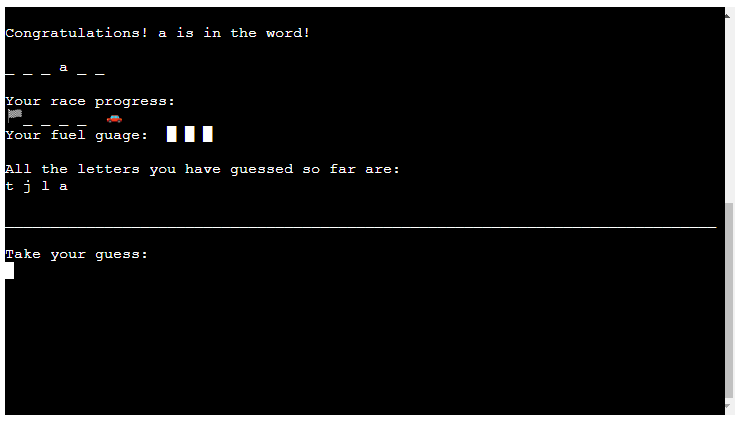 Congratulations! a is in the word!
_ _ _ a _ _
Your race progress:
🏁_ _ _ _ 🚗
Your fuel guage: █ █ █
All the letters you have guessed so far are:
t j l a
Take your guess: